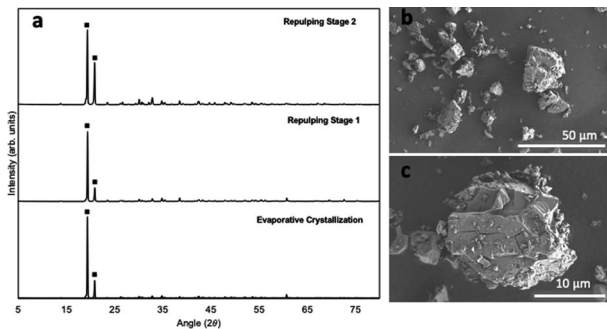 a
Repulping Stage 2
Repulping Stage 1
Evaporative Crystallization
Intensity (arb. units)
5 15 25 35 45 55 65 75
Angle (2θ)
b
50 µm
c
10 µm